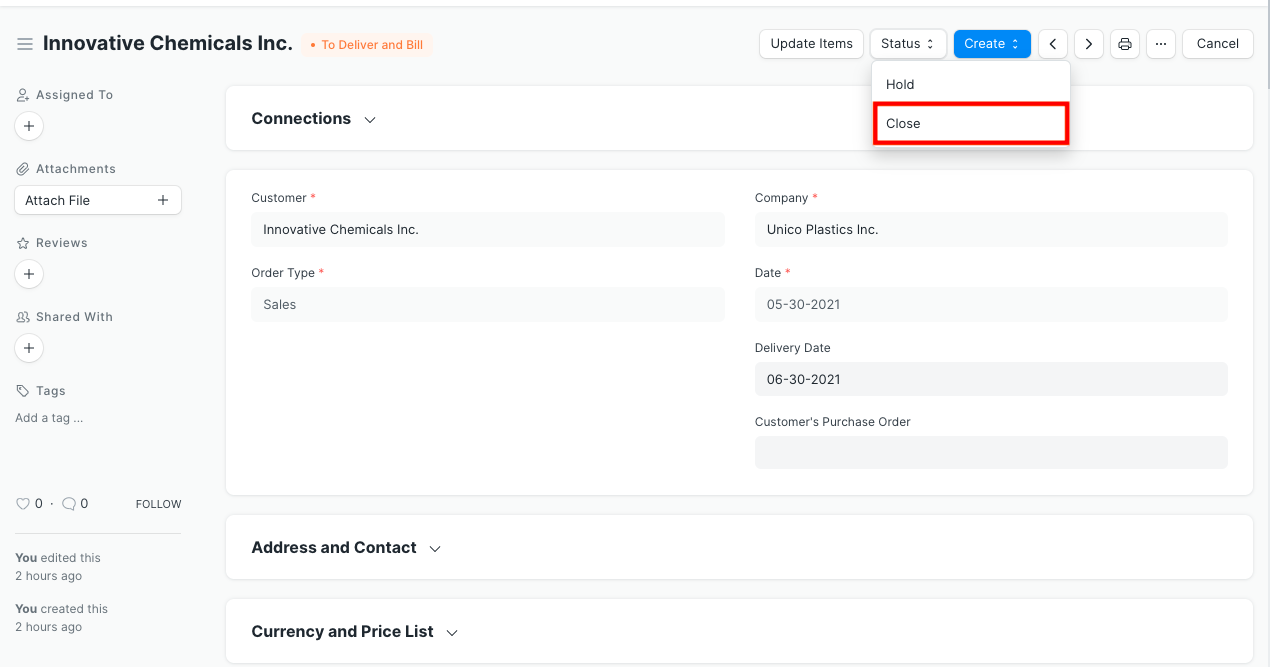 Innovative Chemicals Inc.
• To Deliver and Bill
Update Items
Status
Create
···
Cancel
Hold
Close
Assigned To
+
Attachments
Attach File +
Reviews
+
Shared With
+
Tags
Add a tag ...
0 · 0 FOLLOW
You edited this
2 hours ago
You created this
2 hours ago
Connections
Customer *
Innovative Chemicals Inc.
Order Type *
Sales
Company *
Unico Plastics Inc.
Date *
05-30-2021
Delivery Date
06-30-2021
Customer's Purchase Order
Address and Contact
Currency and Price List